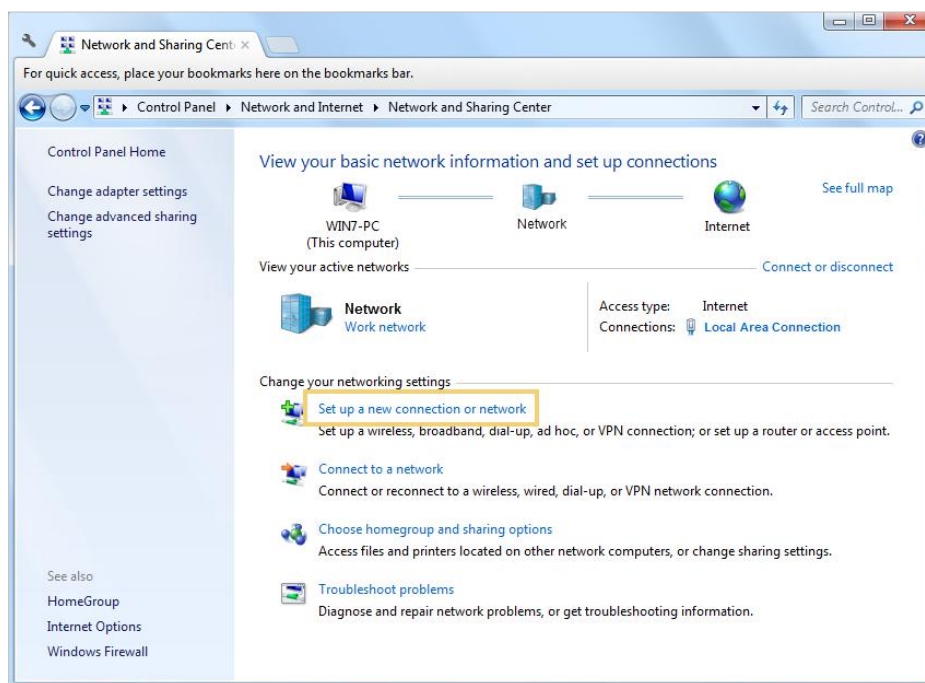 Network and Sharing Cent
For quick access, place your bookmarks here on the bookmarks bar.
Control Panel Network and Internet Network and Sharing Center
Search Control...
Control Panel Home
Change adapter settings
Change advanced sharing
settings
See also
HomeGroup
Internet Options
Windows Firewall
View your basic network information and set up connections
See full map
WIN7-PC
(This computer)
Network
Internet
View your active networks
Connect or disconnect
Network
Work network
Access type: Internet
Connections: Local Area Connection
Change your networking settings
Set up a new connection or network
Set up a wireless, broadband, dial-up, ad hoc, or VPN connection; or set up a router or access point.
Connect to a network
Connect or reconnect to a wireless, wired, dial-up, or VPN network connection.
Choose homegroup and sharing options
Access files and printers located on other network computers, or change sharing settings.
Troubleshoot problems
Diagnose and repair network problems, or get troubleshooting information.